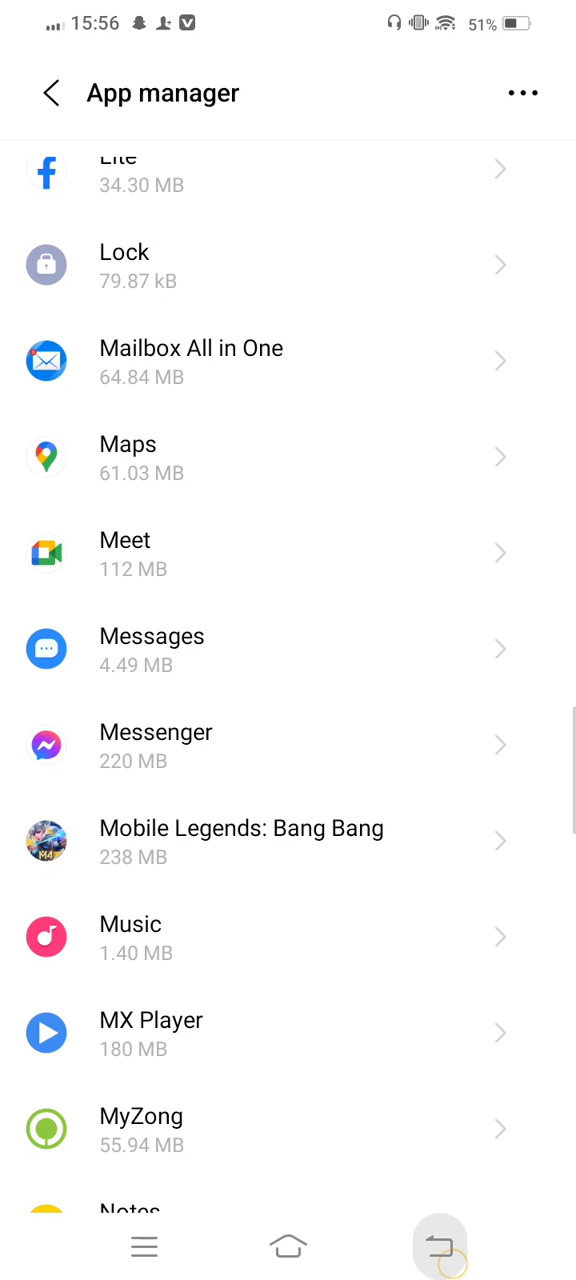 15:56
51%
App manager
Lite
34.30 MB
Lock
79.87 kB
Mailbox All in One
64.84 MB
Maps
61.03 MB
Meet
112 MB
Messages
4.49 MB
Messenger
220 MB
Mobile Legends: Bang Bang
238 MB
M4
Music
1.40 MB
MX Player
180 MB
MyZong
55.94 MB
Notes